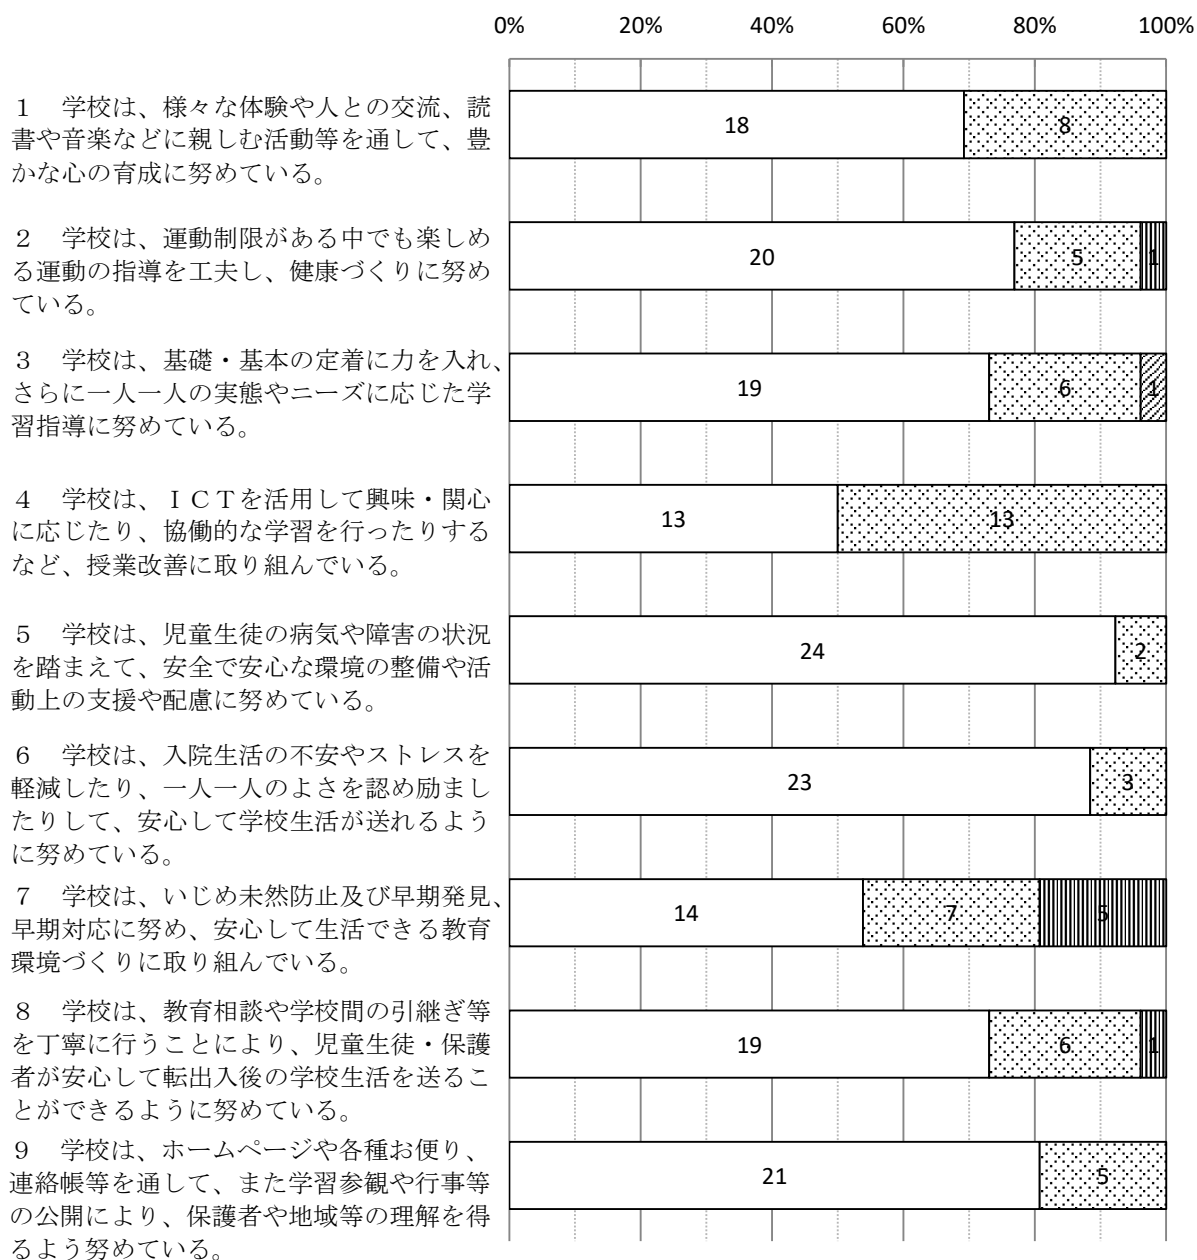 0% 20% 40% 60% 80% 100%
1　学校は、様々な体験や人との交流、読
書や音楽などに親しむ活動等を通して、豊
かな心の育成に努めている。
18 8
2　学校は、運動制限がある中でも楽しめ
る運動の指導を工夫し、健康づくりに努め
ている。
20 5 1
3　学校は、基礎・基本の定着に力を入れ、
さらに一人一人の実態やニーズに応じた学
習指導に努めている。
19 6 1
4　学校は、ＩＣＴを活用して興味・関心
に応じたり、協働的な学習を行ったりする
など、授業改善に取り組んでいる。
13 13
5　学校は、児童生徒の病気や障害の状況
を踏まえて、安全で安心な環境の整備や活
動上の支援や配慮に努めている。
24 2
6　学校は、入院生活の不安やストレスを
軽減したり、一人一人のよさを認め励まし
たりして、安心して学校生活が送れるよう
に努めている。
23 3
7　学校は、いじめ未然防止及び早期発見、
早期対応に努め、安心して生活できる教育
環境づくりに取り組んでいる。
14 7 5
8　学校は、教育相談や学校間の引継ぎ等
を丁寧に行うことにより、児童生徒・保護
者が安心して転出入後の学校生活を送るこ
とができるように努めている。
19 6 1
9　学校は、ホームページや各種お便り、
連絡帳等を通して、また学習参観や行事等
の公開により、保護者や地域等の理解を得
るよう努めている。
21 5